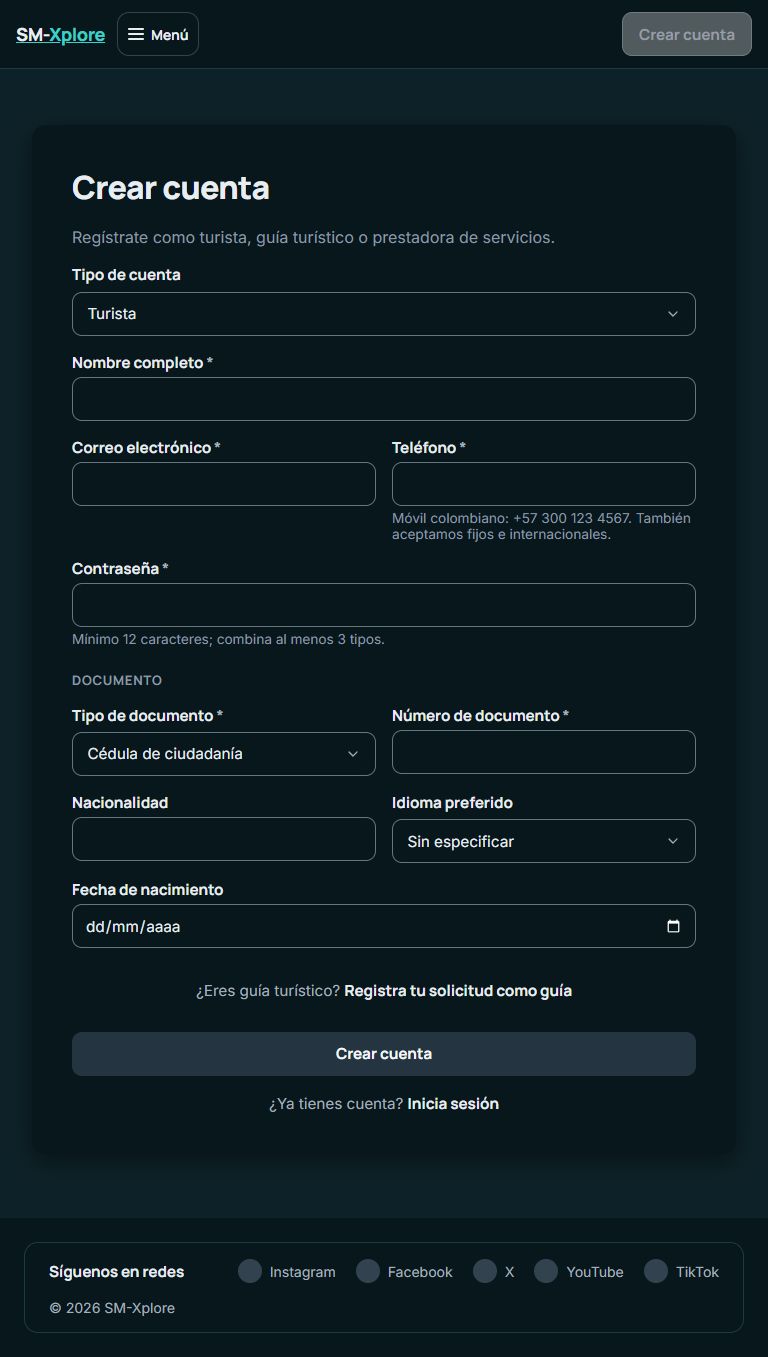 SM-Xplore
Menú
Crear cuenta
Crear cuenta
Regístrate como turista, guía turístico o prestadora de servicios.
Tipo de cuenta
Turista
Nombre completo *
Correo electrónico *
Teléfono *
Móvil colombiano: +57 300 123 4567. También
aceptamos fijos e internacionales.
Contraseña *
Mínimo 12 caracteres; combina al menos 3 tipos.
DOCUMENTO
Tipo de documento *
Número de documento *
Cédula de ciudadanía
Nacionalidad
Idioma preferido
Sin especificar
Fecha de nacimiento
dd/mm/aaaa
¿Eres guía turístico? Registra tu solicitud como guía
Crear cuenta
¿Ya tienes cuenta? Inicia sesión
Síguenos en redes
Instagram
Facebook
X
YouTube
TikTok
© 2026 SM-Xplore